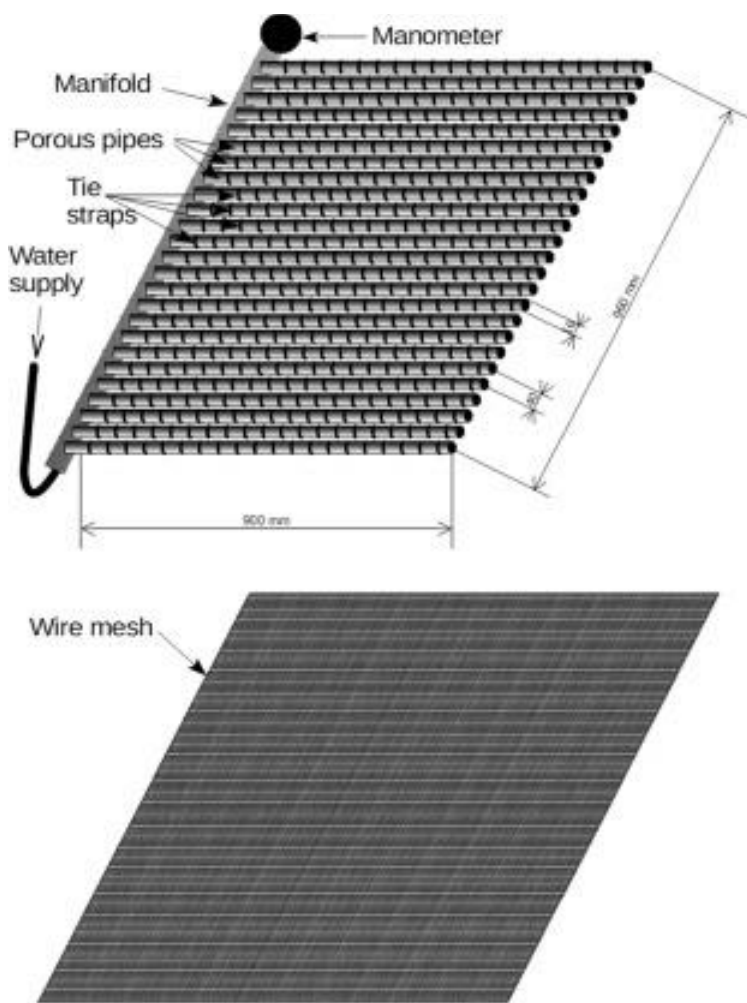 Manometer
Manifold
Porous pipes
Tie
straps
Water
supply
900 mm
Wire mesh